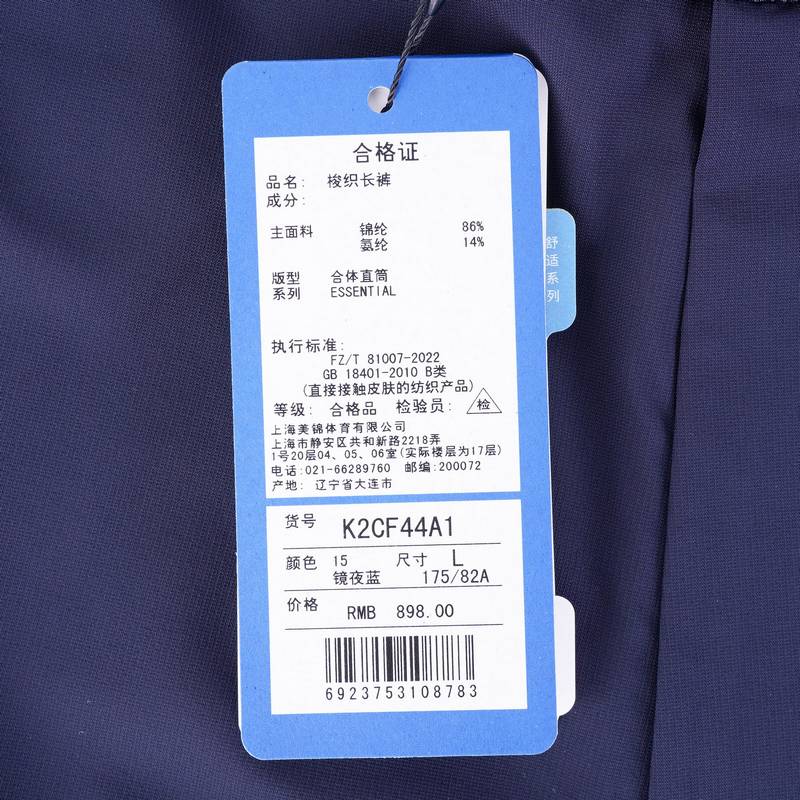 合格证
品名: 梭织长裤
成分:
主面料 锦纶 86%
氨纶 14%
版型 合体直筒
系列 ESSENTIAL
执行标准:
FZ/T 81007-2022
GB 18401-2010 B类
(直接接触皮肤的纺织产品)
等级: 合格品 检验员: 检
上海美锦体育有限公司
上海市静安区共和新路2218弄
1号20层04、05、06室(实际楼层为17层)
电话:021-66289760 邮编:200072
产地: 辽宁省大连市
货号 K2CF44A1
颜色 15 尺寸 L
镜夜蓝 175/82A
价格 RMB 898.00
6923753108783
舒
适
系
列